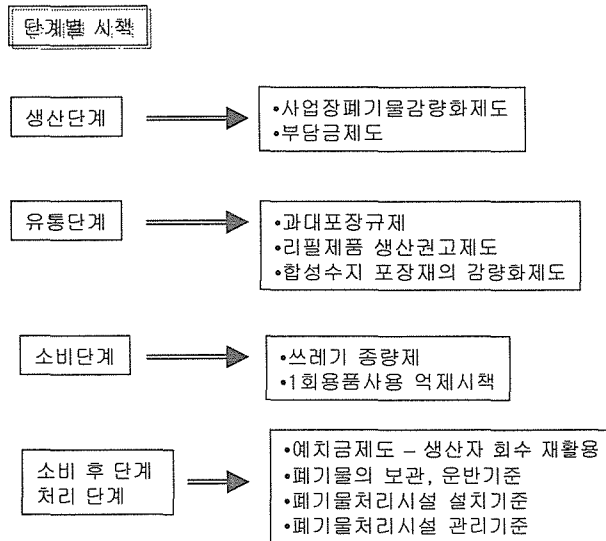 단계별 시책
생산단계
•사업장폐기물감량화제도
•부담금제도
유통단계
•과대포장규제
•리필제품 생산권고제도
•합성수지 포장재의 감량화제도
소비단계
•쓰레기 종량제
•1회용품사용 억제시책
소비 후 단계
처리 단계
•예치금제도 – 생산자 회수 재활용
•폐기물의 보관, 운반기준
•폐기물처리시설 설치기준
•폐기물처리시설 관리기준